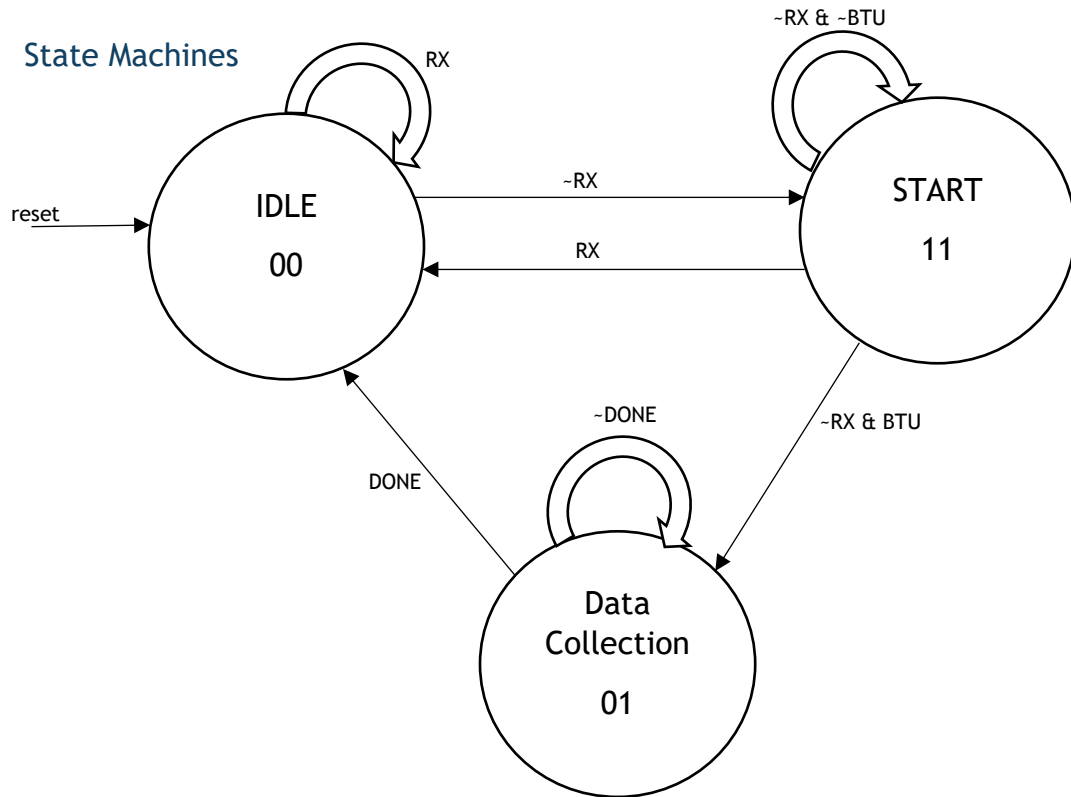 State Machines
RX
~RX & ~BTU
IDLE
00
~RX
START
11
reset
RX
~DONE
~RX & BTU
DONE
Data
Collection
01